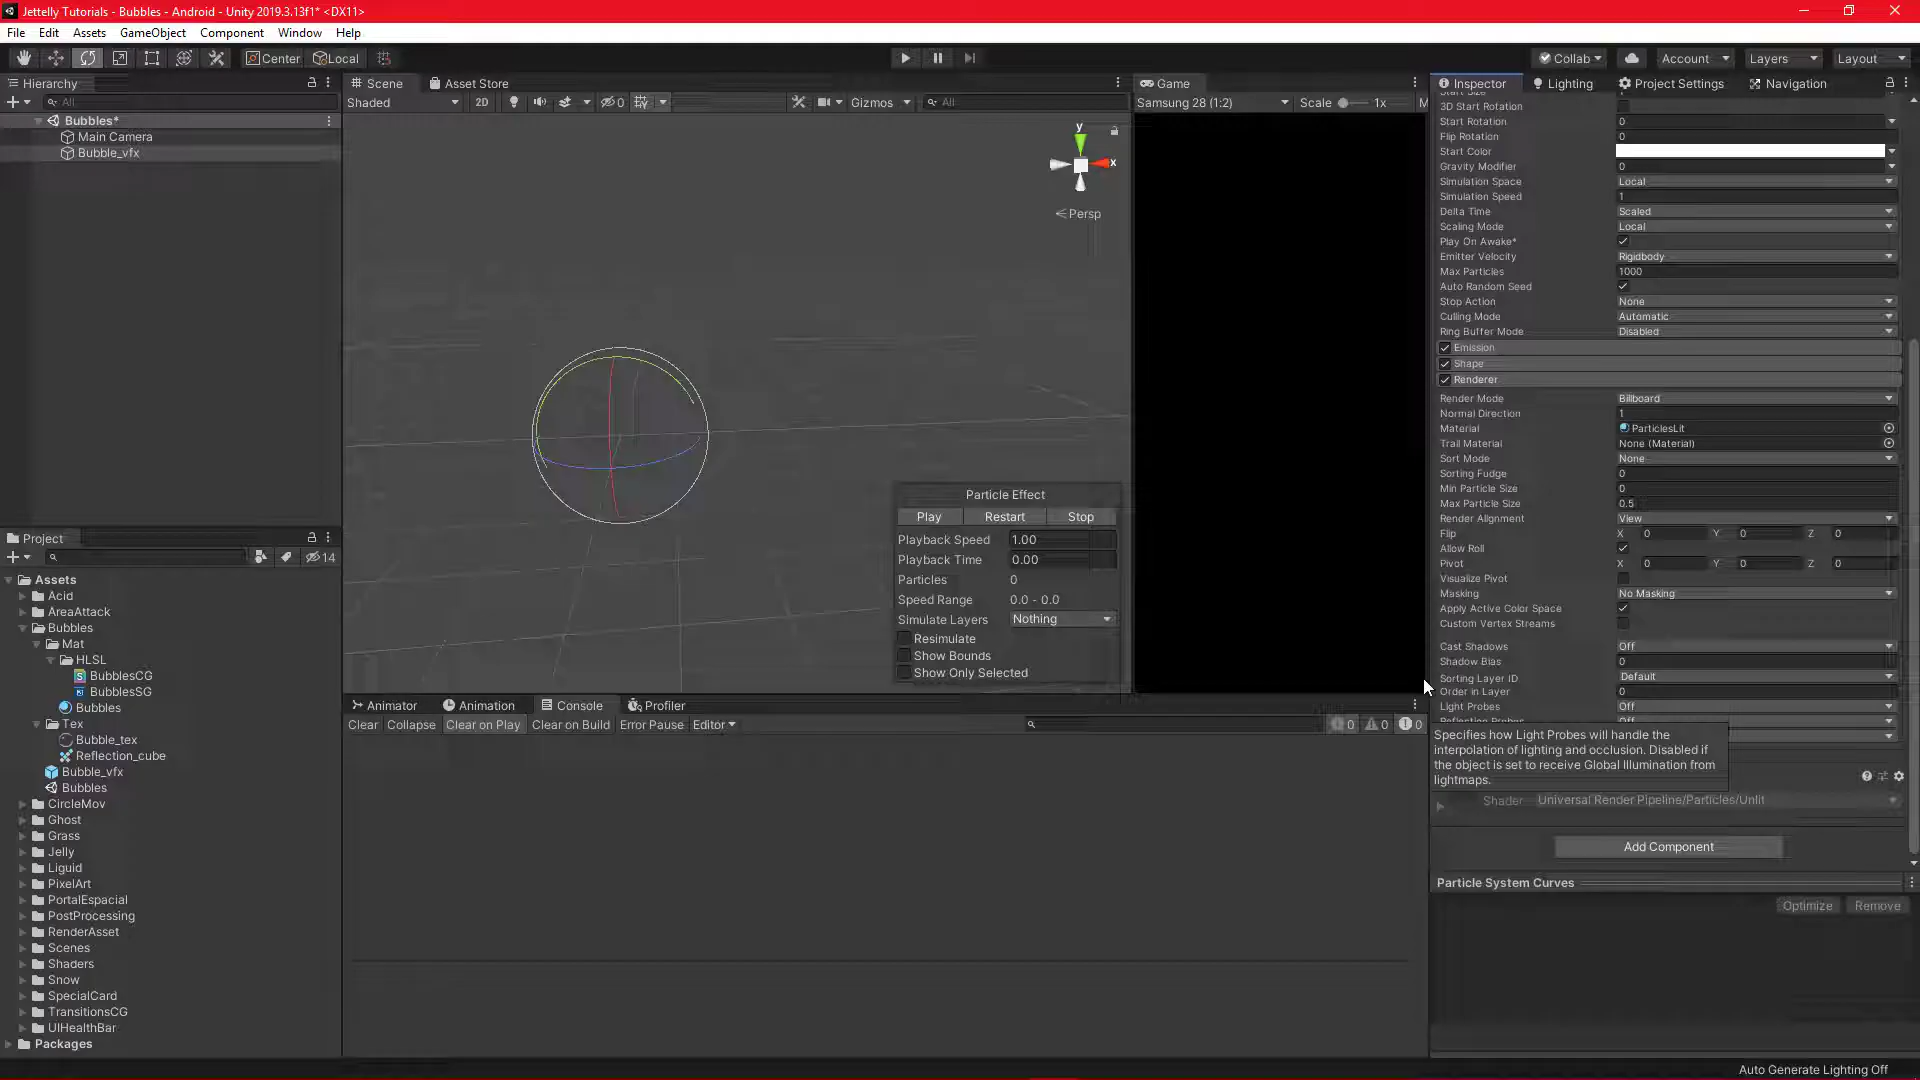 Jettelly Tutorials - Bubbles - Android - Unity 2019.3.13f1* <DX11>
File Edit Assets GameObject Component Window Help
Center Local Collab Account Layers Layout
Hierarchy
All
Bubbles*
Main Camera
Bubble_vfx
Scene Asset Store
Shaded 2D 0 Gizmos All
y
x
Persp
Particle Effect
Play Restart Stop
Playback Speed 1.00
Playback Time 0.00
Particles 0
Speed Range 0.0 - 0.0
Simulate Layers Nothing
Resimulate
Show Bounds
Show Only Selected
Game
Samsung 28 (1:2) Scale 1x M
Inspector Lighting Project Settings Navigation
Start Size
3D Start Rotation
Start Rotation 0
Flip Rotation 0
Start Color
Gravity Modifier 0
Simulation Space Local
Simulation Speed 1
Delta Time Scaled
Scaling Mode Local
Play On Awake*
Emitter Velocity Rigidbody
Max Particles 1000
Auto Random Seed
Stop Action None
Culling Mode Automatic
Ring Buffer Mode Disabled
Emission
Shape
Renderer
Render Mode Billboard
Normal Direction 1
Material ParticlesLit
Trail Material None (Material)
Sort Mode None
Sorting Fudge 0
Min Particle Size 0
Max Particle Size 0.5
Render Alignment View
Flip X 0 Y 0 Z 0
Allow Roll
Pivot X 0 Y 0 Z 0
Visualize Pivot
Masking No Masking
Apply Active Color Space
Custom Vertex Streams
Cast Shadows Off
Shadow Bias 0
Sorting Layer ID Default
Order in Layer 0
Light Probes Off
Reflection Probes Off
Specifies how Light Probes will handle the
interpolation of lighting and occlusion. Disabled if
the object is set to receive Global Illumination from
lightmaps.
Shader Universal Render Pipeline/Particles/Unlit
Add Component
Particle System Curves
Optimize Remove
Project
14
Assets
Acid
AreaAttack
Bubbles
Mat
HLSL
BubblesCG
BubblesSG
Bubbles
Tex
Bubble_tex
Reflection_cube
Bubble_vfx
Bubbles
CircleMov
Ghost
Grass
Jelly
Liguid
PixelArt
PortalEspacial
PostProcessing
RenderAsset
Scenes
Shaders
Snow
SpecialCard
TransitionsCG
UIHealthBar
Packages
Animator Animation Console Profiler
Clear Collapse Clear on Play Clear on Build Error Pause Editor 0 0 0
Auto Generate Lighting Off